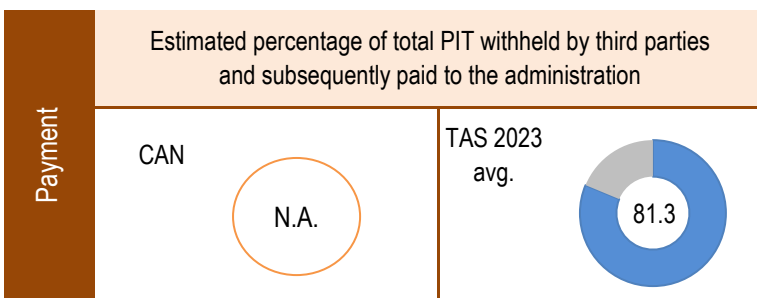 Payment
Estimated percentage of total PIT withheld by third parties
and subsequently paid to the administration
CAN
N.A.
TAS 2023
avg.
81.3